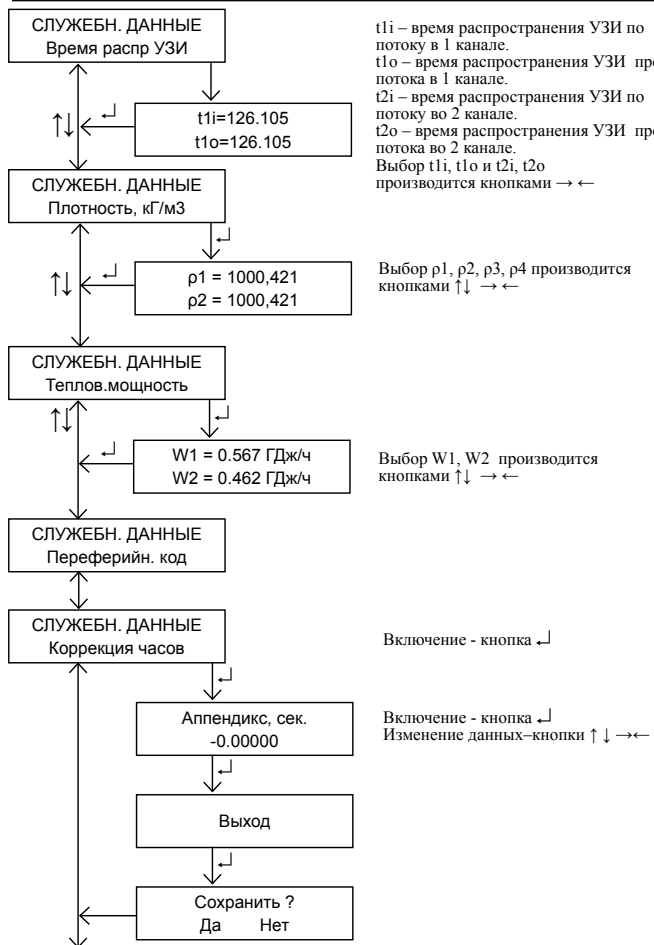 СЛУЖЕБН. ДАННЫЕ
Время распр УЗИ
t1i=126.105
t1o=126.105
t1i – время распространения УЗИ по
потоку в 1 канале.
t1o – время распространения УЗИ
потока в 1 канале.
t2i – время распространения УЗИ по
потоку во 2 канале.
t2o – время распространения УЗИ
потока во 2 канале.
Выбор t1i, t1o и t2i, t2o
производится кнопками → ←
↑↓ ↵
СЛУЖЕБН. ДАННЫЕ
Плотность, кГ/м3
↵
ρ1 = 1000,421
ρ2 = 1000,421
Выбор ρ1, ρ2, ρ3, ρ4 производится
кнопками ↑↓ → ←
↑↓ ↵
СЛУЖЕБН. ДАННЫЕ
Теплов.мощность
↑↓ ↵
↵
W1 = 0.567 ГДж/ч
W2 = 0.462 ГДж/ч
Выбор W1, W2 производится
кнопками ↑↓ → ←
СЛУЖЕБН. ДАННЫЕ
Переферийн. код
СЛУЖЕБН. ДАННЫЕ
Коррекция часов
Включение - кнопка ↵
↵
Аппендикс, сек.
-0.00000
Включение - кнопка ↵
Изменение данных–кнопки ↑ ↓ →←
↵
Выход
↵
Сохранить ?
Да Нет